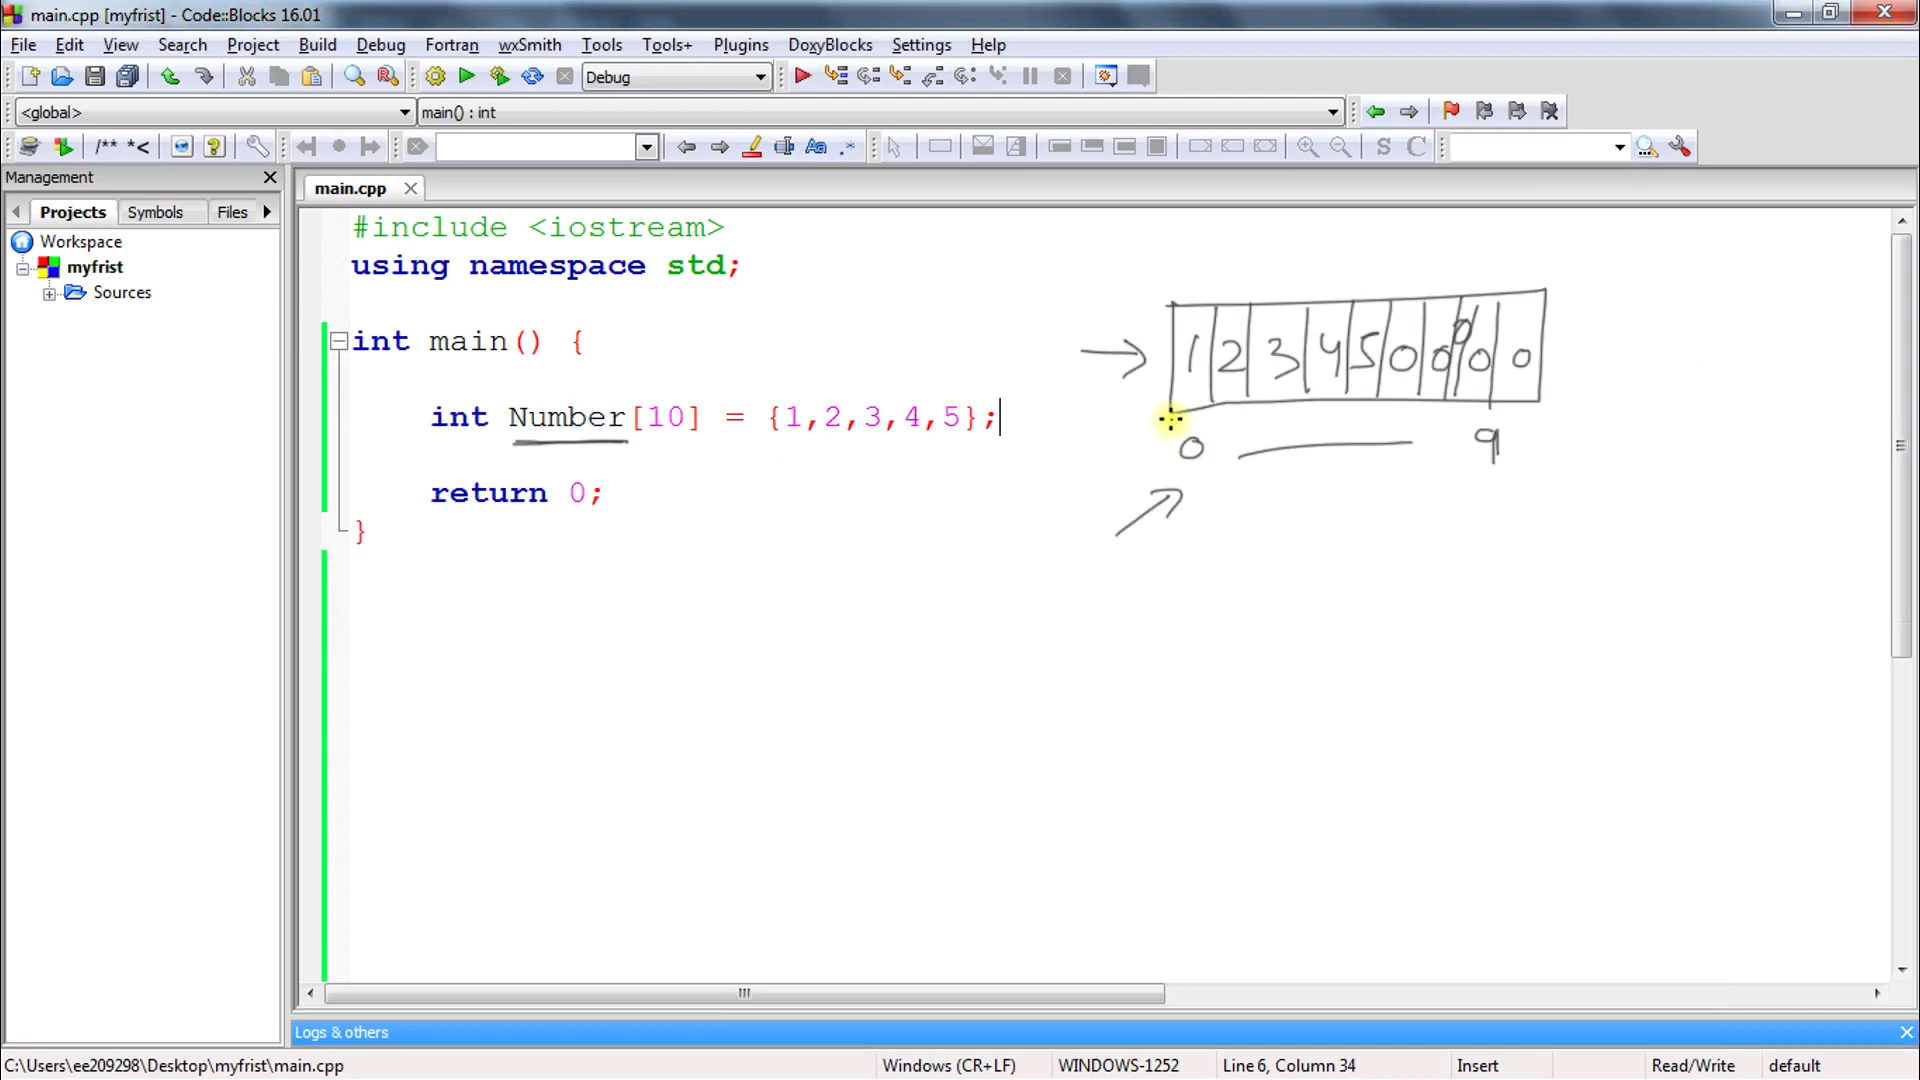 main.cpp [myfrist] - Code::Blocks 16.01
File Edit View Search Project Build Debug Fortran wxSmith Tools Tools+ Plugins DoxyBlocks Settings Help
Debug
<global> main() : int
/** *<
Management
main.cpp
Projects Symbols Files
Workspace
myfrist
Sources
#include <iostream>
using namespace std;
int main() {
int Number[10] = {1,2,3,4,5};
return 0;
}
1 2 3 4 5 0 0 0 0 0
0 9
Logs & others
C:\Users\ee209298\Desktop\myfrist\main.cpp Windows (CR+LF) WINDOWS-1252 Line 6, Column 34 Insert Read/Write default